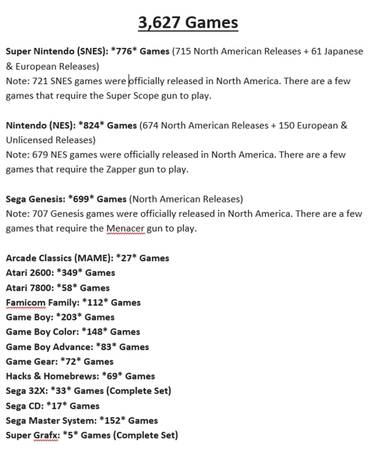 3,627 Games
Super Nintendo (SNES): *776* Games (715 North American Releases + 61 Japanese
& European Releases)
Note: 721 SNES games were officially released in North America. There are a few
games that require the Super Scope gun to play.
Nintendo (NES): *824* Games (674 North American Releases + 150 European &
Unlicensed Releases)
Note: 679 NES games were officially released in North America. There are a few
games that require the Zapper gun to play.
Sega Genesis: *699* Games (North American Releases)
Note: 707 Genesis games were officially released in North America. There are a few
games that require the Menacer gun to play.
Arcade Classics (MAME): *27* Games
Atari 2600: *349* Games
Atari 7800: *58* Games
Famicom Family: *112* Games
Game Boy: *203* Games
Game Boy Color: *148* Games
Game Boy Advance: *83* Games
Game Gear: *72* Games
Hacks & Homebrews: *69* Games
Sega 32X: *33* Games (Complete Set)
Sega CD: *17* Games
Sega Master System: *152* Games
Super Grafx: *5* Games (Complete Set)